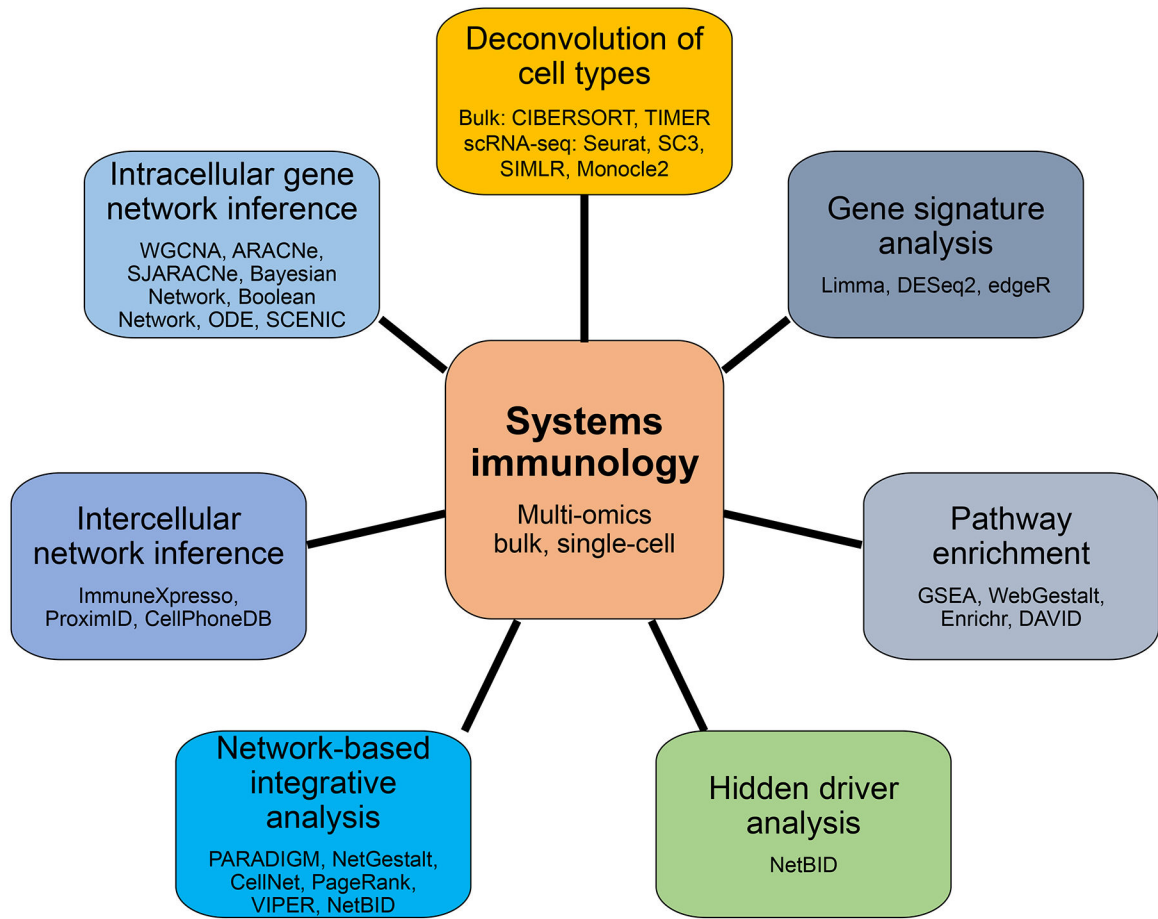 Deconvolution of
cell types
Bulk: CIBERSORT, TIMER
scRNA-seq: Seurat, SC3,
SIMLR, Monocle2
Intracellular gene
network inference
WGCNA, ARACNe,
SJARACNe, Bayesian
Network, Boolean
Network, ODE, SCENIC
Gene signature
analysis
Limma, DESeq2, edgeR
Systems
immunology
Multi-omics
bulk, single-cell
Intercellular
network inference
ImmuneXpresso,
ProximID, CellPhoneDB
Pathway
enrichment
GSEA, WebGestalt,
Enrichr, DAVID
Network-based
integrative
analysis
PARADIGM, NetGestalt,
CellNet, PageRank,
VIPER, NetBID
Hidden driver
analysis
NetBID